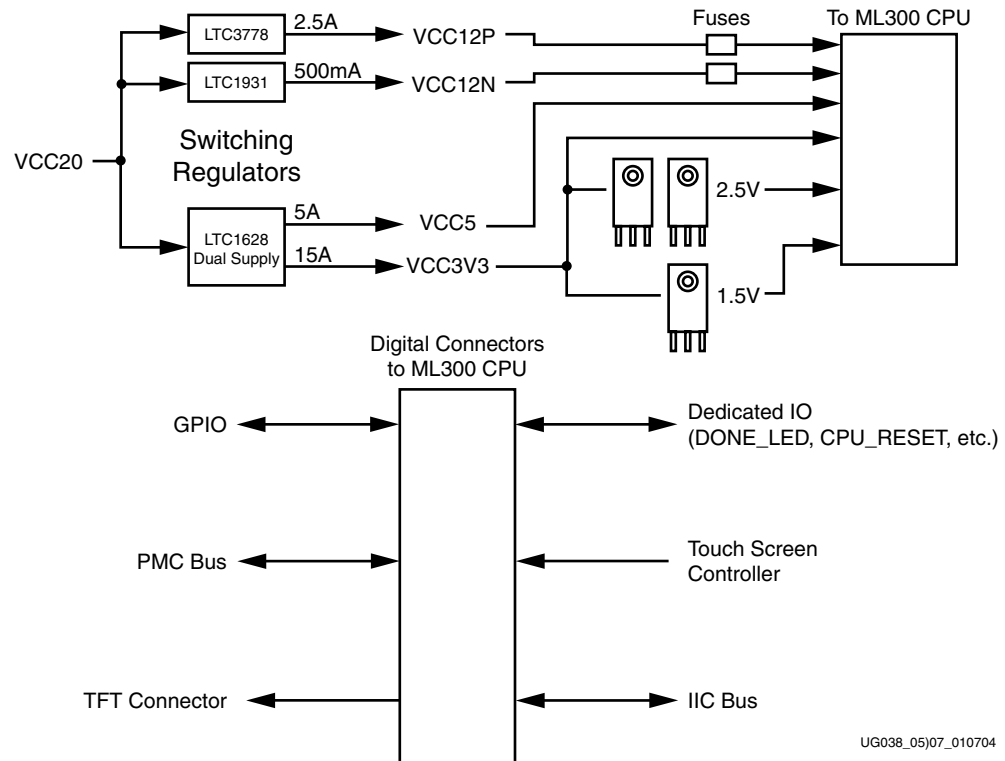 LTC3778
2.5A
VCC12P
Fuses
To ML300 CPU
LTC1931
500mA
VCC12N
Switching
Regulators
VCC20
2.5V
LTC1628
Dual Supply
5A
VCC5
15A
VCC3V3
1.5V
Digital Connectors
to ML300 CPU
GPIO
Dedicated IO
(DONE_LED, CPU_RESET, etc.)
PMC Bus
Touch Screen
Controller
TFT Connector
IIC Bus
UG038_05)07_010704